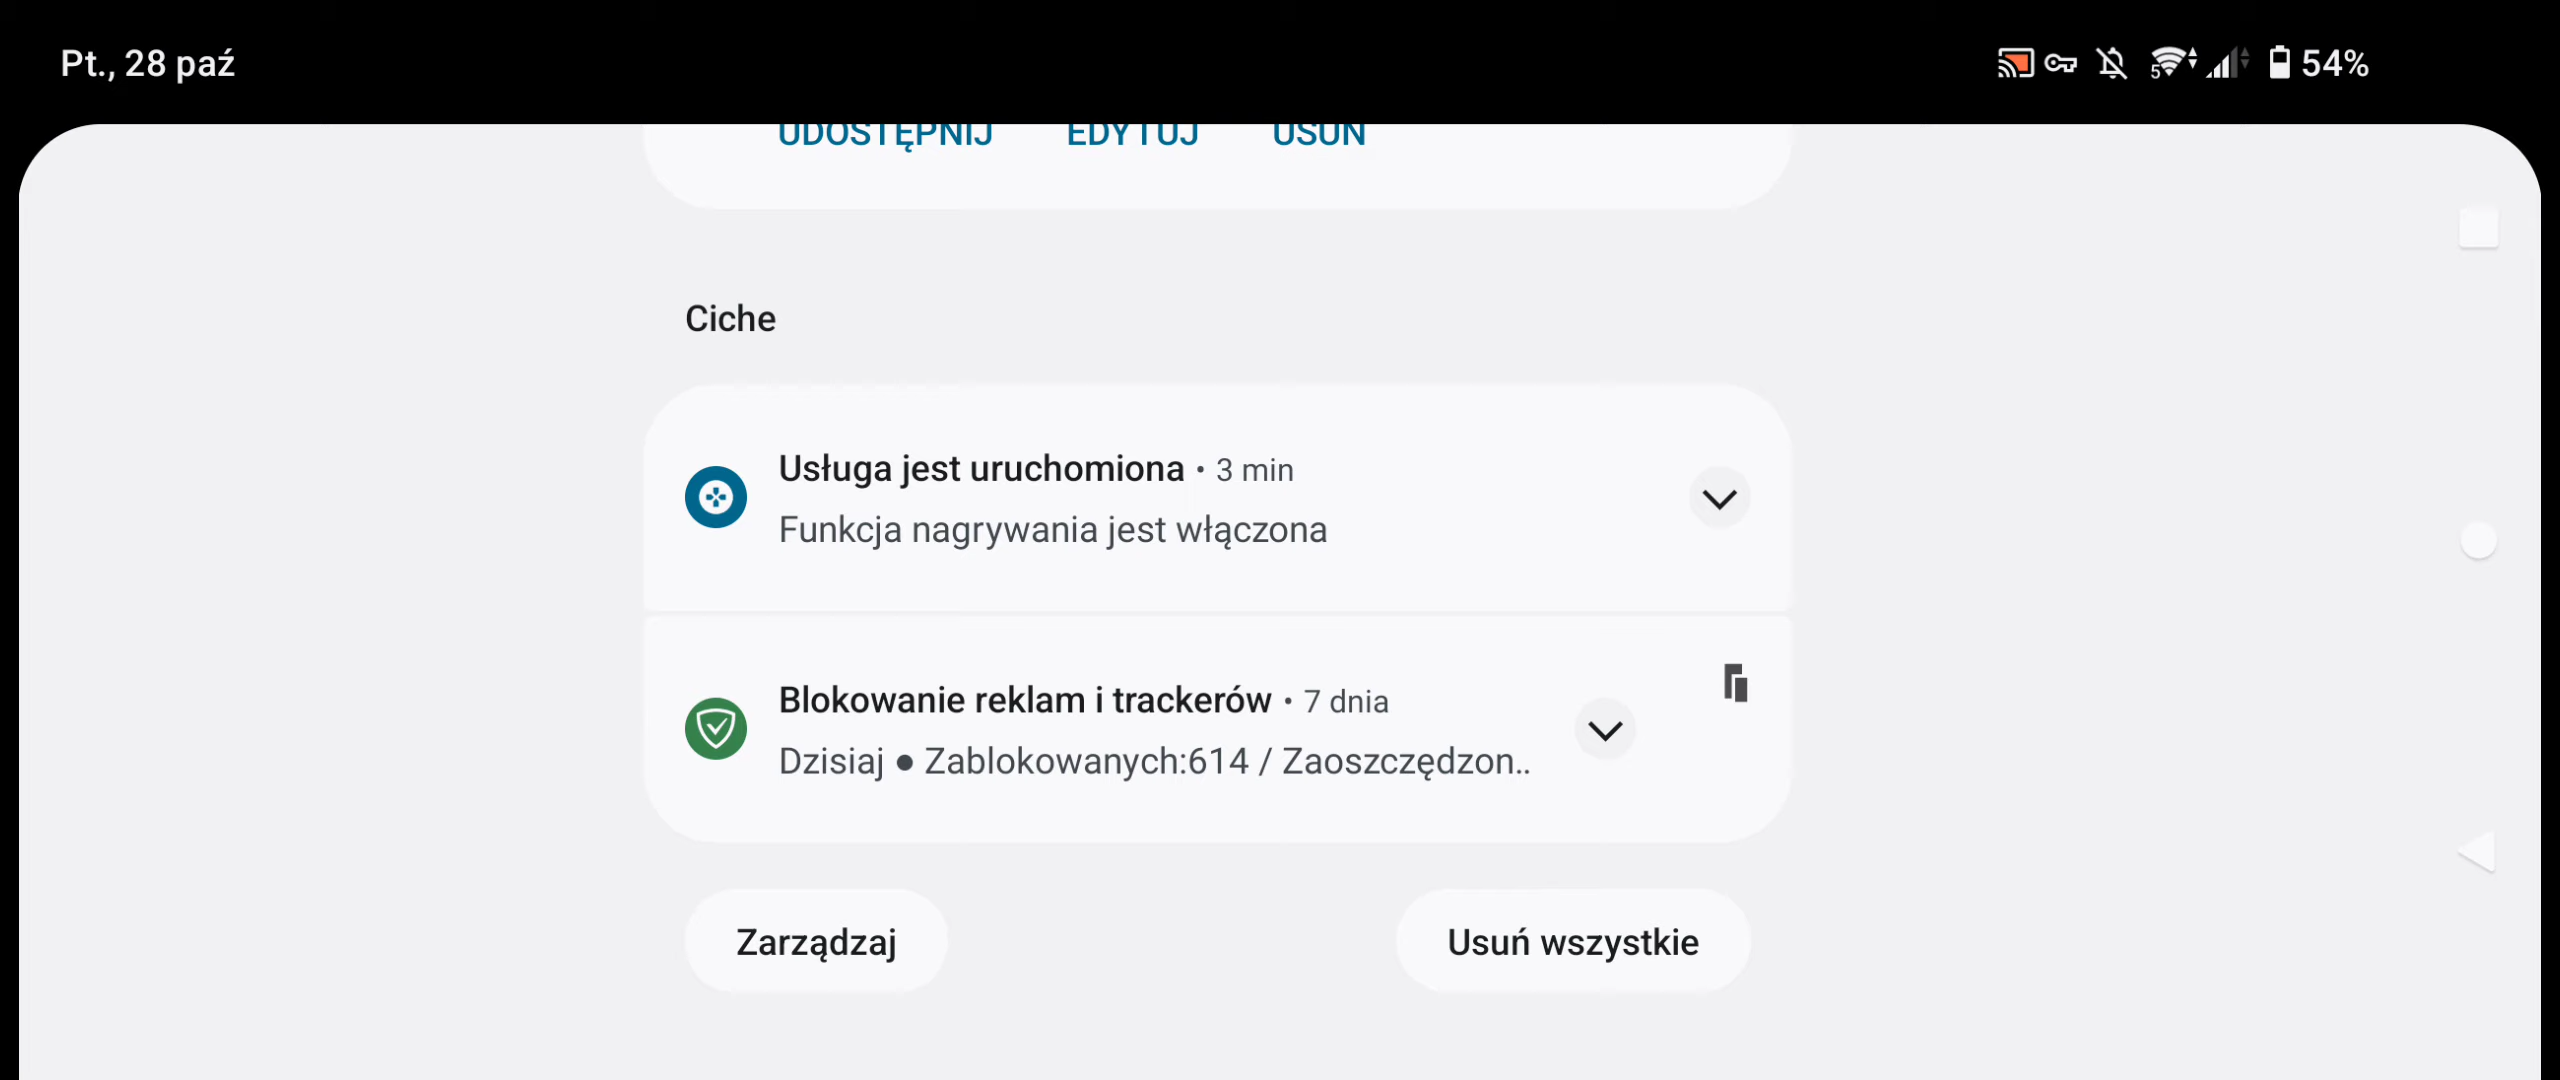 Pt., 28 paź
5 54%
UDOSTĘPNIJ EDYTUJ USUŃ
Ciche
Usługa jest uruchomiona • 3 min
Funkcja nagrywania jest włączona
Blokowanie reklam i trackerów • 7 dnia
Dzisiaj ● Zablokowanych:614 / Zaoszczędzon..
Zarządzaj
Usuń wszystkie